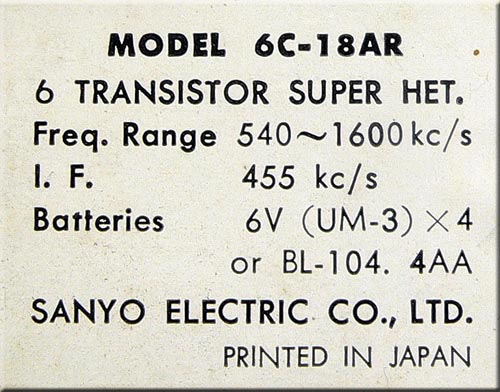 MODEL 6C-18AR
6 TRANSISTOR SUPER HET.
Freq. Range 540~1600 kc/s
I. F. 455 kc/s
Batteries 6V (UM-3) × 4
or BL-104. 4AA
SANYO ELECTRIC CO., LTD.
PRINTED IN JAPAN